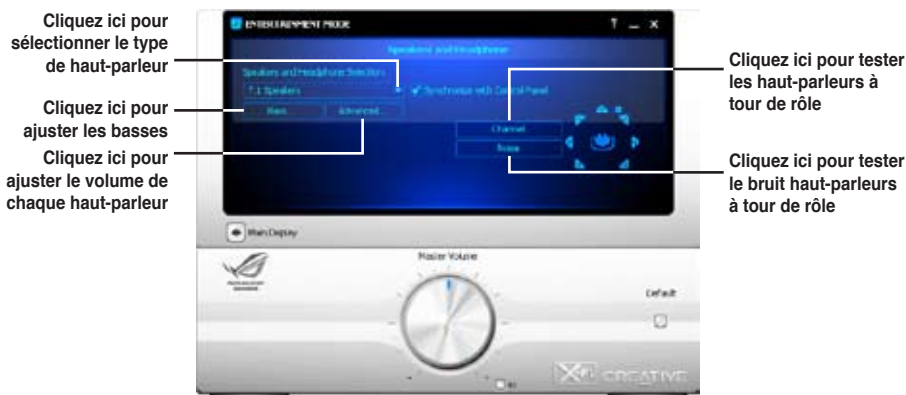 Cliquez ici pour
sélectionner le type
de haut-parleur
Cliquez ici pour
ajuster les basses
Cliquez ici pour
ajuster le volume de
chaque haut-parleur
ENTERTAINMENT MODE
Speakers and Headphone
Speakers and Headphone Selection
7.1 Speakers
Synchronize with Control Panel
Bass...
Advanced...
Channel
Noise
Cliquez ici pour tester
les haut-parleurs à
tour de rôle
Cliquez ici pour tester
le bruit haut-parleurs
à tour de rôle
Main Display
Master Volume
Default
X-Fi CREATIVE